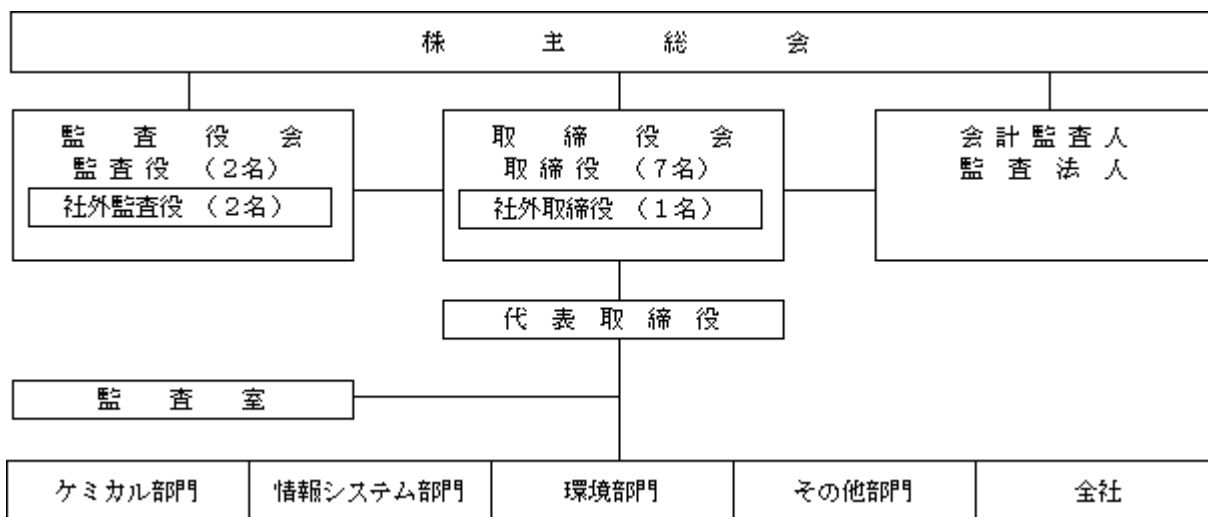 株主総会
監査役会
監査役（２名）
社外監査役（２名）
取締役会
取締役（７名）
社外取締役（１名）
会計監査人
監査法人
代表取締役
監査室
ケミカル部門
情報システム部門
環境部門
その他部門
全社